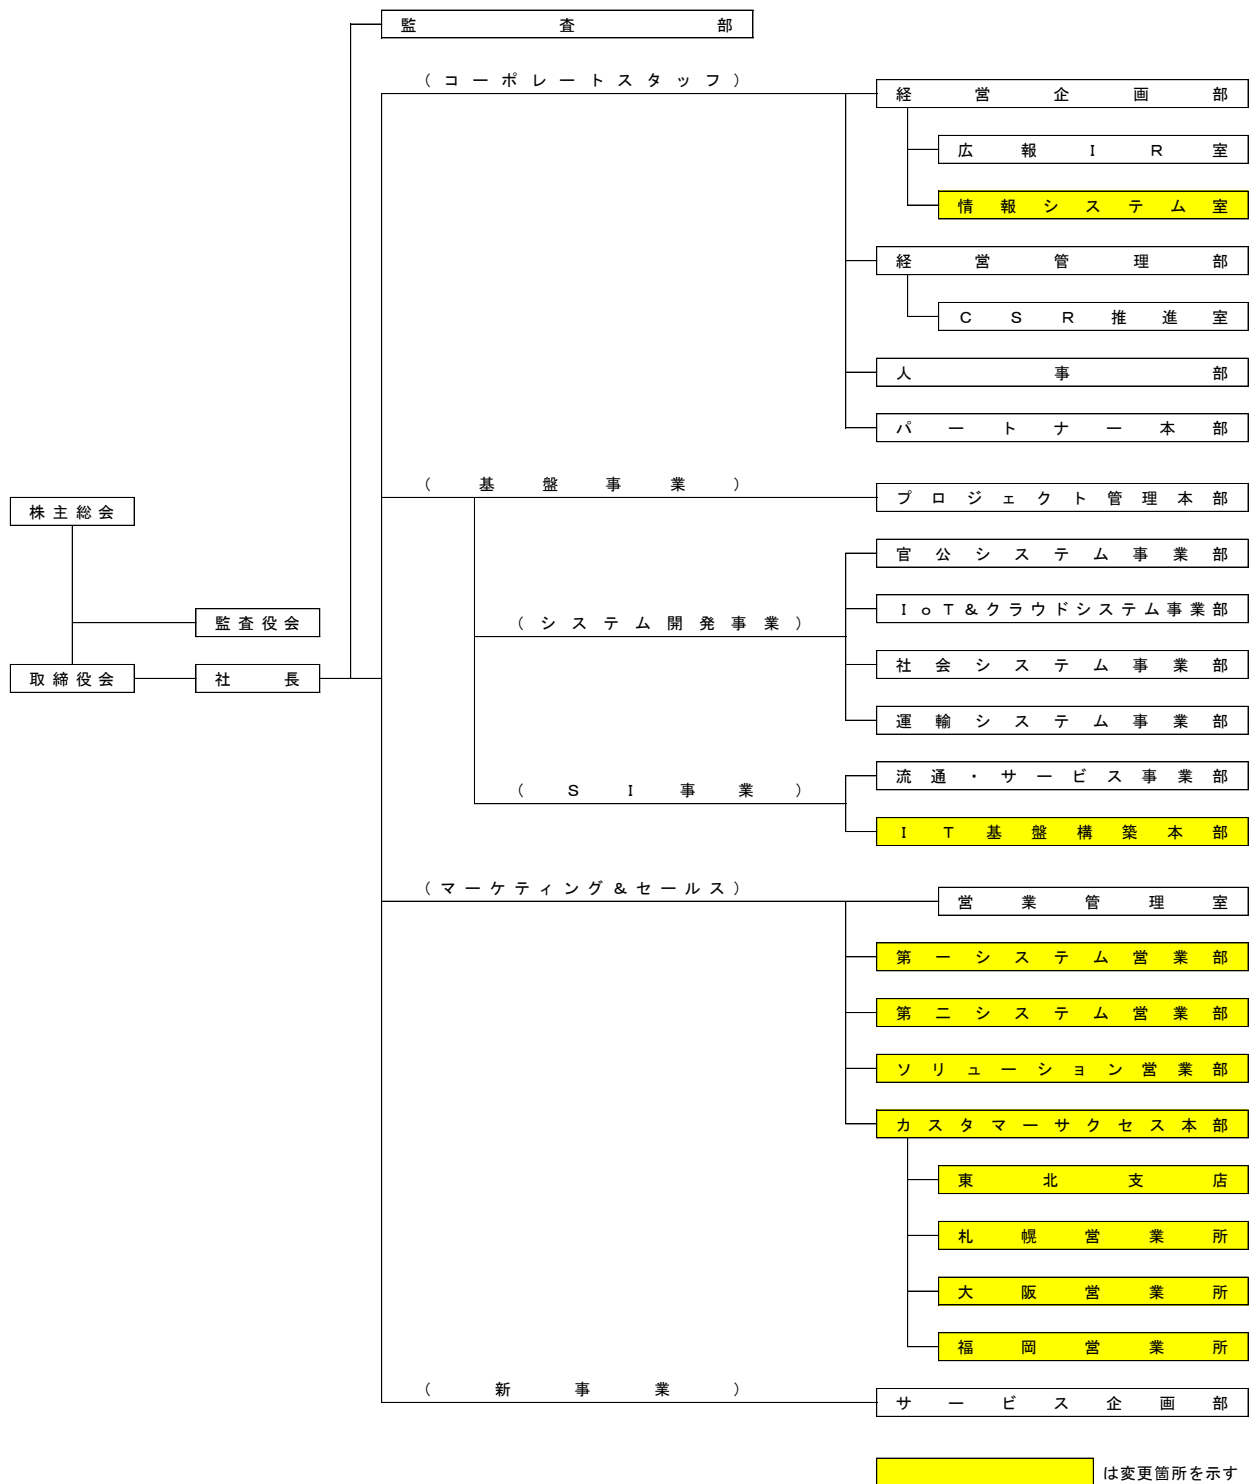 監査部
(コーポレートスタッフ)
経営企画部
広報IR室
情報システム室
経営管理部
CSR推進室
人事部
パートナー本部
(基盤事業)
プロジェクト管理本部
株主総会
官公システム事業部
IoT&クラウドシステム事業部
監査役会
(システム開発事業)
取締役会
社長
社会システム事業部
運輸システム事業部
流通・サービス事業部
(SI事業)
IT基盤構築本部
(マーケティング&セールス)
営業管理室
第一システム営業部
第二システム営業部
ソリューション営業部
カスタマーサクセス本部
東北支店
札幌営業所
大阪営業所
福岡営業所
(新事業)
サービス企画部
は変更箇所を示す